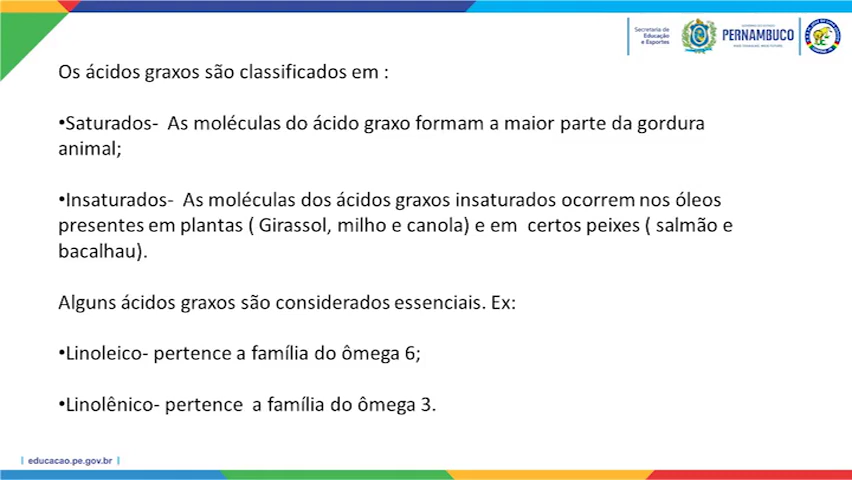 Secretaria de
Educação
e Esportes
PERNAMBUCO
Os ácidos graxos são classificados em :
•Saturados-  As moléculas do ácido graxo formam a maior parte da gordura
animal;
•Insaturados-  As moléculas dos ácidos graxos insaturados ocorrem nos óleos
presentes em plantas ( Girassol, milho e canola) e em  certos peixes ( salmão e
bacalhau).
Alguns ácidos graxos são considerados essenciais. Ex:
•Linoleico- pertence a família do ômega 6;
•Linolênico- pertence  a família do ômega 3.
educacao.pe.gov.br